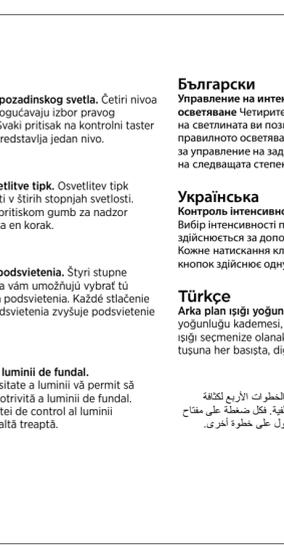 pozadinskog svetla. Četiri nivoa
ogućavaju izbor pravog
Svaki pritisak na kontrolni taster
redstavlja jedan nivo.
etlitve tipk. Osvetlitev tipk
ti v štirih stopnjah svetlosti.
pritiskom gumb za nadzor
a en korak.
podsvietenia. Štyri stupne
a vám umožňujú vybrať tú
podsvietenia. Každé stlačenie
dsvietenia zvyšuje podsvietenie
luminii de fundal.
sitate a luminii vă permit să
otrivită a luminii de fundal.
tei de control al luminii
altă treaptă.
Български
Управление на инте
осветяване Четирите
на светлината ви позв
правилното осветява
за управление на зад
на следващата степен
Українська
Контроль інтенсивно
Вибір інтенсивності п
здійснюється за допо
Кожне натискання кл
кнопок здійснює одну
Türkçe
Arka plan ışığı yoğun
yoğunluğu kademesi,
ışığı seçmenize olanak
tuşuna her basışta, di
الخطوات الأربع لكثافة
فية. فكل ضغطة على مفتاح
ول على خطوة أخرى.